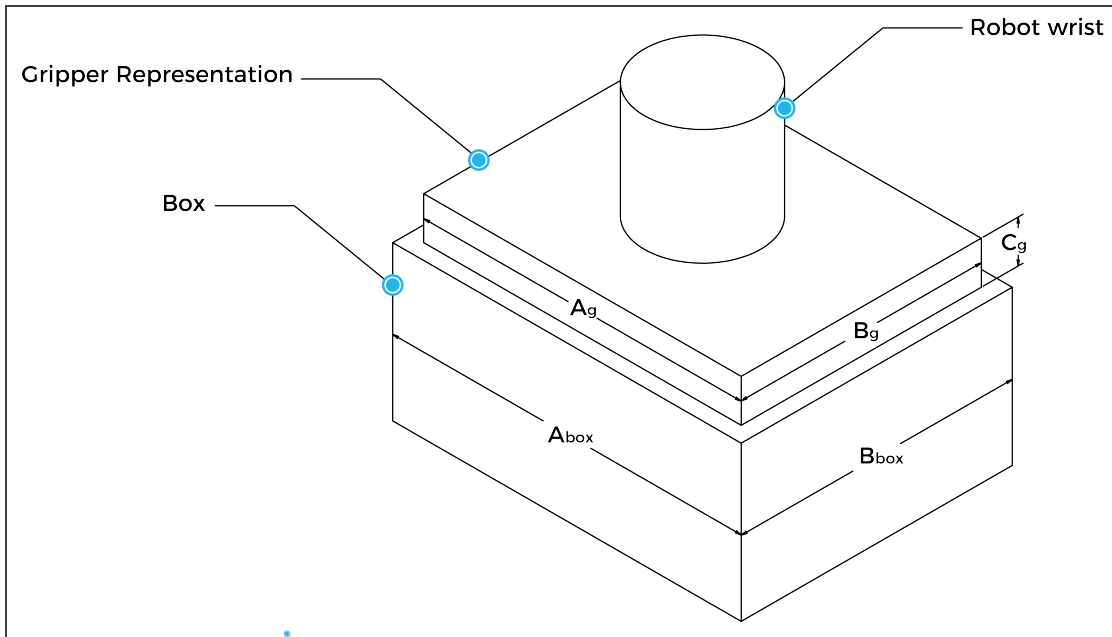 Robot wrist
Gripper Representation
Box
Cg
Ag
Bg
Abox
Bbox